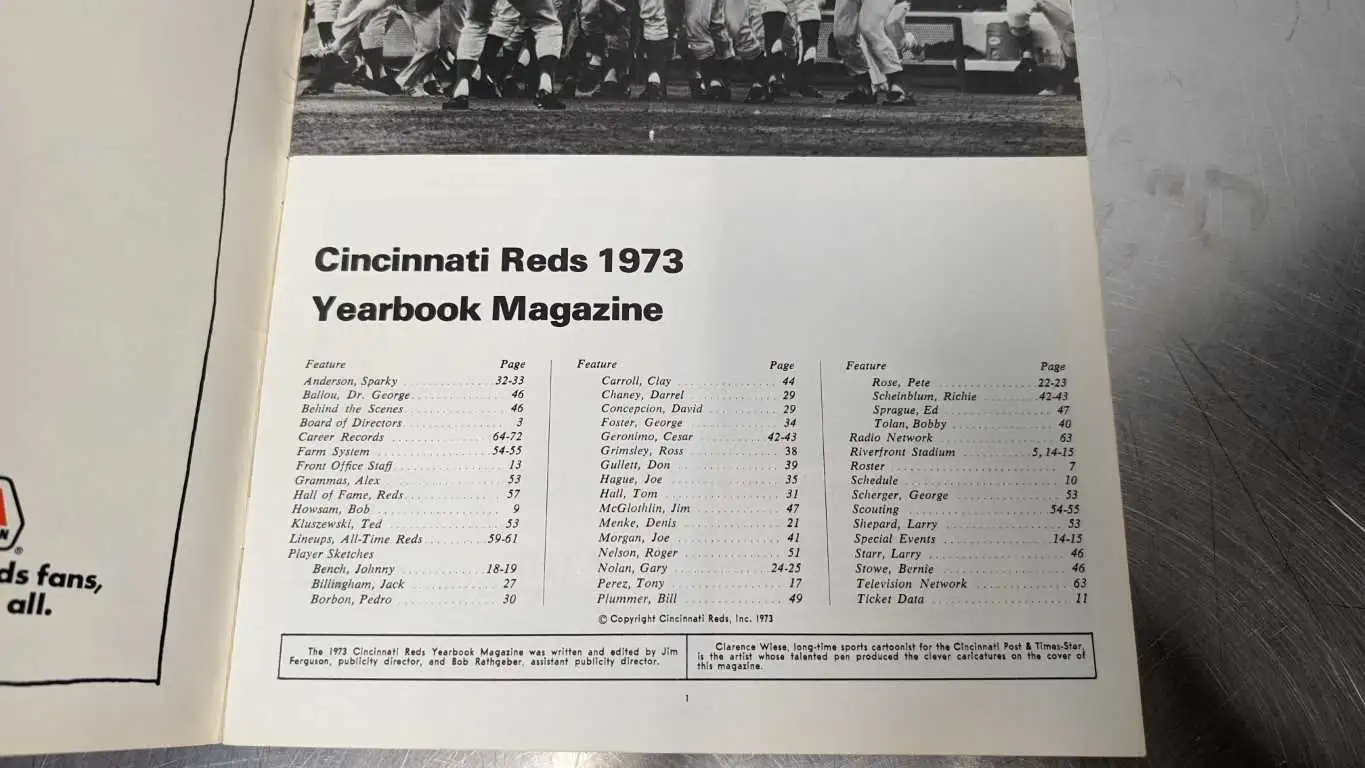 Cincinnati Reds 1973
Yearbook Magazine
Feature Page
Anderson, Sparky 32-33
Ballou, Dr. George 46
Behind the Scenes 46
Board of Directors 3
Career Records 64-72
Farm System 54-55
Front Office Staff 13
Grammas, Alex 53
Hall of Fame, Reds 57
Howsam, Bob 9
Kluszewski, Ted 53
Lineups, All-Time Reds 59-61
Player Sketches
Bench, Johnny 18-19
Billingham, Jack 27
Borbon, Pedro 30
Feature Page
Carroll, Clay 44
Chaney, Darrel 29
Concepcion, David 29
Foster, George 34
Geronimo, Cesar 42-43
Grimsley, Ross 38
Gullett, Don 39
Hague, Joe 35
Hall, Tom 31
McGlothlin, Jim 47
Menke, Denis 21
Morgan, Joe 41
Nelson, Roger 51
Nolan, Gary 24-25
Perez, Tony 17
Plummer, Bill 49
Feature Page
Rose, Pete 22-23
Scheinblum, Richie 42-43
Sprague, Ed 47
Tolan, Bobby 40
Radio Network 63
Riverfront Stadium 5, 14-15
Roster 7
Schedule 10
Scherger, George 53
Scouting 54-55
Shepard, Larry 53
Special Events 14-15
Starr, Larry 46
Stowe, Bernie 46
Television Network 63
Ticket Data 11
© Copyright Cincinnati Reds, Inc. 1973
The 1973 Cincinnati Reds Yearbook Magazine was written and edited by Jim
Ferguson, publicity director, and Bob Rathgeber, assistant publicity director.
Clarence Wiese, long-time sports cartoonist for the Cincinnati Post & Times-Star,
is the artist whose talented pen produced the clever caricatures on the cover of
this magazine.
1
®
ds fans,
all.